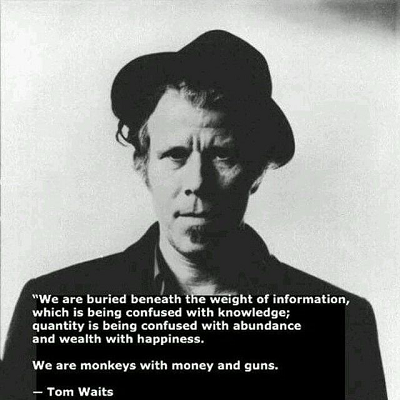 “We are buried beneath the weight of information,
which is being confused with knowledge;
quantity is being confused with abundance
and wealth with happiness.
We are monkeys with money and guns.
— Tom Waits